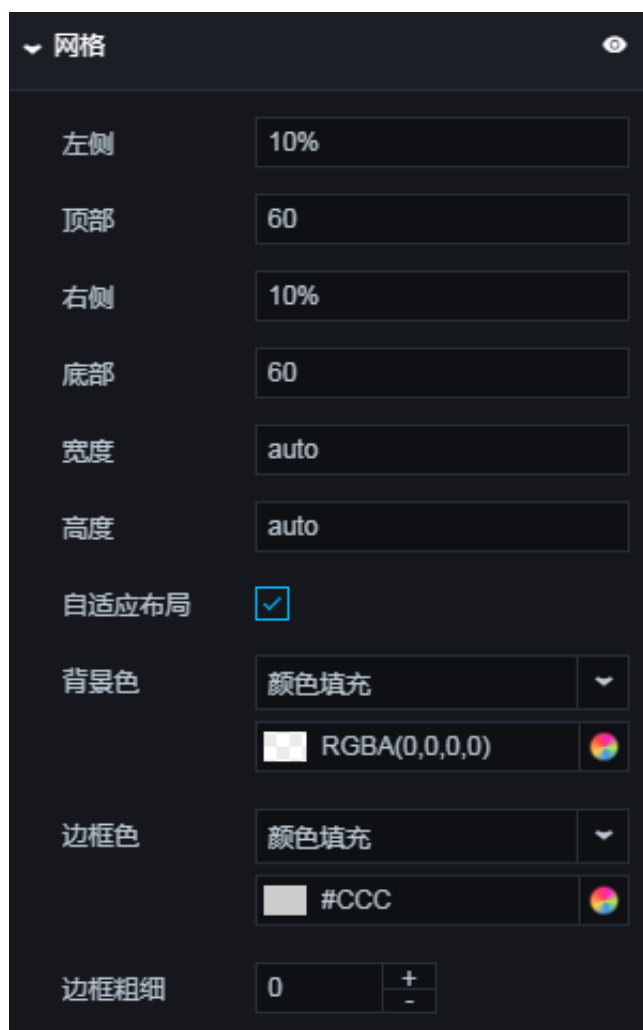 网格
左侧 10%
顶部 60
右侧 10%
底部 60
宽度 auto
高度 auto
自适应布局
背景色 颜色填充
RGBA(0,0,0,0)
边框色 颜色填充
#CCC
边框粗细 0 + -